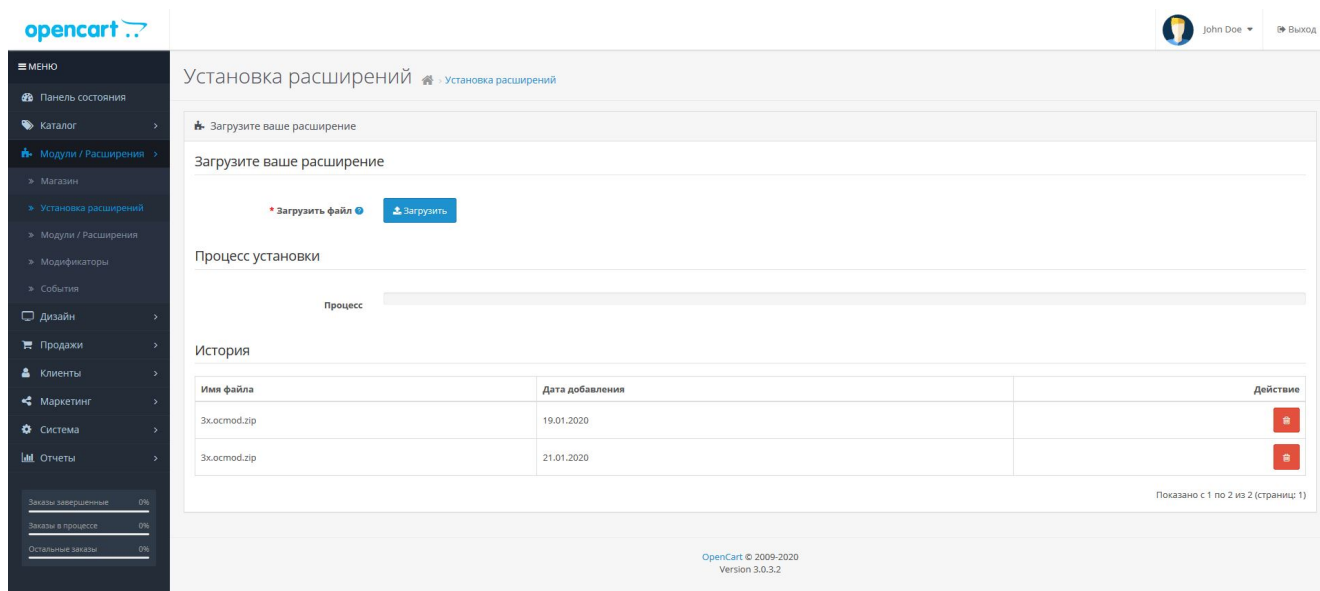 opencart
John Doe
Выход
МЕНЮ
Панель состояния
Каталог
Модули / Расширения
Магазин
Установка расширений
Модули / Расширения
Модификаторы
События
Дизайн
Продажи
Клиенты
Маркетинг
Система
Отчеты
Заказы завершенные 0%
Заказы в процессе 0%
Остальные заказы 0%
Установка расширений › Установка расширений
Загрузите ваше расширение
Загрузите ваше расширение
* Загрузить файл
Загрузить
Процесс установки
Процесс
История
Имя файла Дата добавления Действие
3x.ocmod.zip 19.01.2020
3x.ocmod.zip 21.01.2020
Показано с 1 по 2 из 2 (страниц: 1)
OpenCart © 2009-2020
Version 3.0.3.2